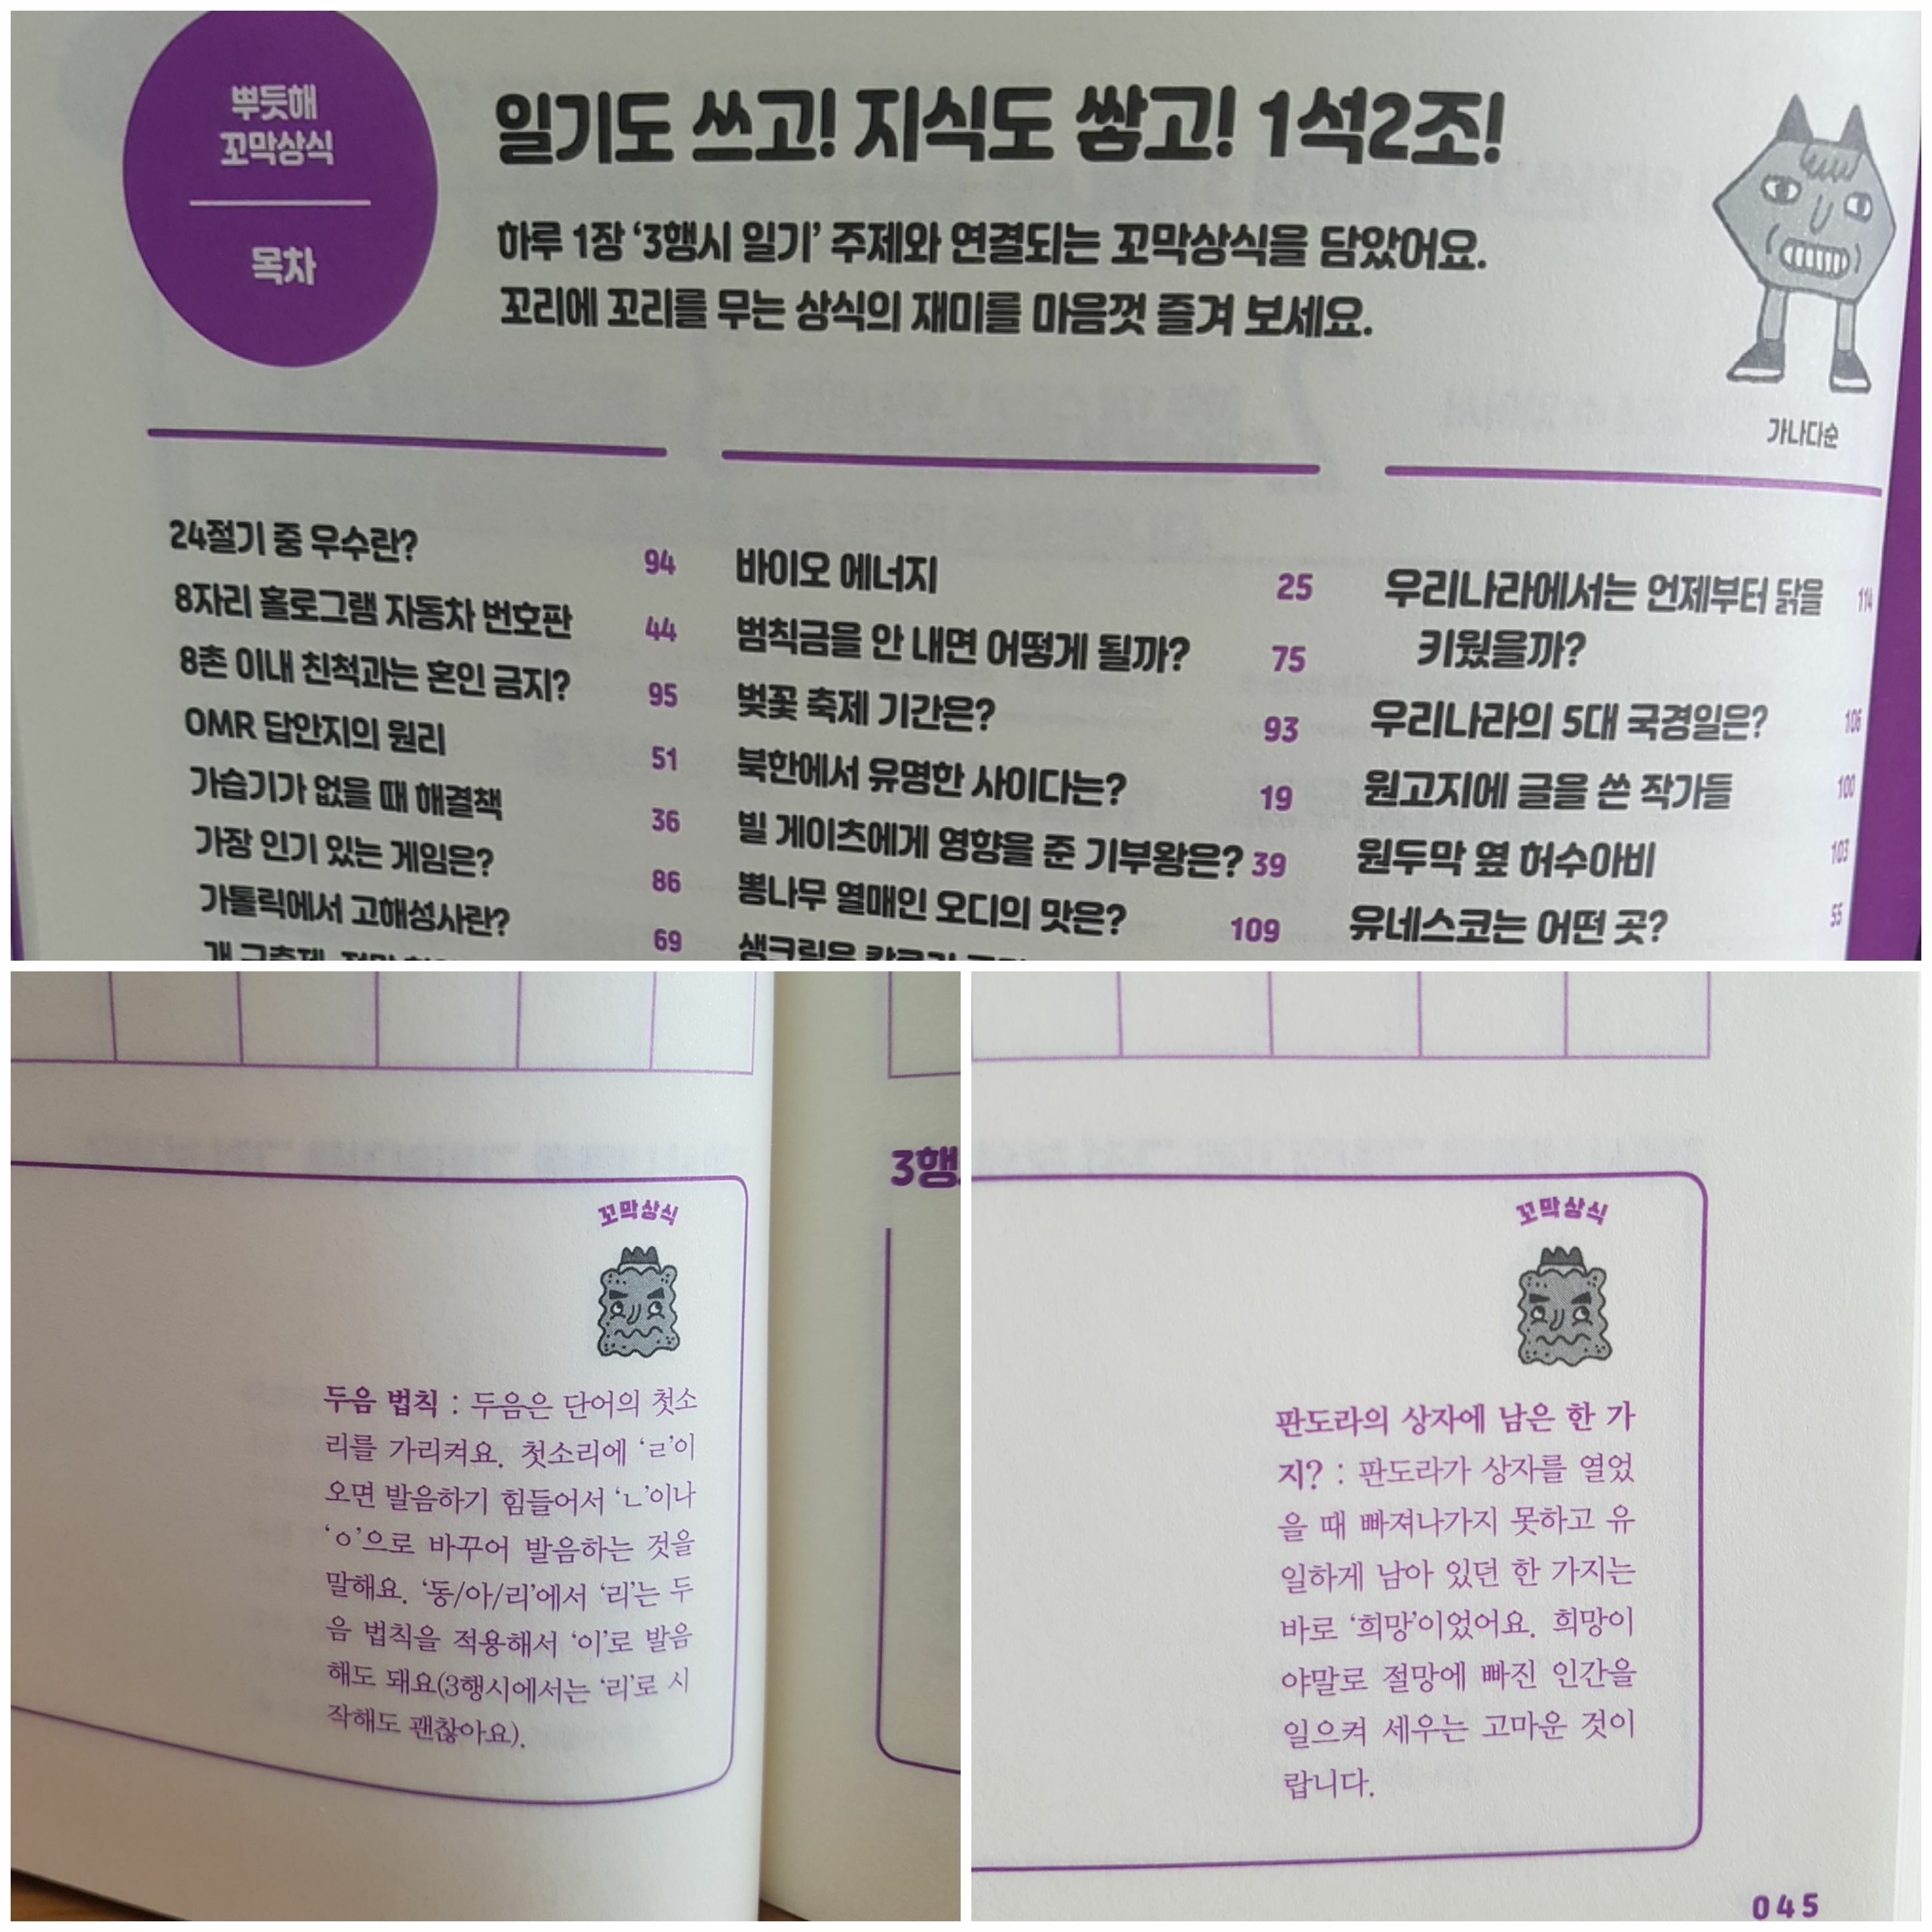 뿌듯해
꼬막상식
목차
일기도 쓰고! 지식도 쌓고! 1석2조!
하루 1장 ‘3행시 일기’ 주제와 연결되는 꼬막상식을 담았어요.
꼬리에 꼬리를 무는 상식의 재미를 마음껏 즐겨 보세요.
가나다순
24절기 중 우수란? 94
8자리 홀로그램 자동차 번호판 44
8촌 이내 친척과는 혼인 금지? 95
OMR 답안지의 원리 51
가습기가 없을 때 해결책 36
가장 인기 있는 게임은? 86
가톨릭에서 고해성사란? 69
바이오 에너지 25
범칙금을 안 내면 어떻게 될까? 75
벚꽃 축제 기간은? 93
북한에서 유명한 사이다는? 19
빌 게이츠에게 영향을 준 기부왕은? 39
뽕나무 열매인 오디의 맛은? 109
우리나라에서는 언제부터 닭을 114
키웠을까?
우리나라의 5대 국경일은? 106
원고지에 글을 쓴 작가들 100
원두막 옆 허수아비 103
유네스코는 어떤 곳? 55
꼬막상식
두음 법칙 : 두음은 단어의 첫소
리를 가리켜요. 첫소리에 ‘ㄹ’이
오면 발음하기 힘들어서 ‘ㄴ’이나
‘ㅇ’으로 바꾸어 발음하는 것을
말해요. ‘동/아/리’에서 ‘리’는 두
음 법칙을 적용해서 ‘이’로 발음
해도 돼요(3행시에서는 ‘리’로 시
작해도 괜찮아요).
3행
꼬막상식
판도라의 상자에 남은 한 가
지? : 판도라가 상자를 열었
을 때 빠져나가지 못하고 유
일하게 남아 있던 한 가지는
바로 ‘희망’이었어요. 희망이
야말로 절망에 빠진 인간을
일으켜 세우는 고마운 것이
랍니다.
045